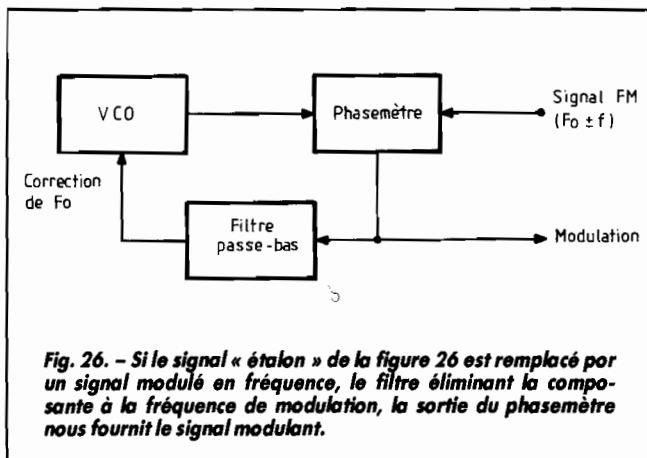 VCO
Phasemètre
Signal FM
(Fo ± f)
Correction
de Fo
Filtre
passe-bas
Modulation
Fig. 26. – Si le signal « étalon » de la figure 26 est remplacé par
un signal modulé en fréquence, le filtre éliminant la compo-
sante à la fréquence de modulation, la sortie du phasemètre
nous fournit le signal modulant.